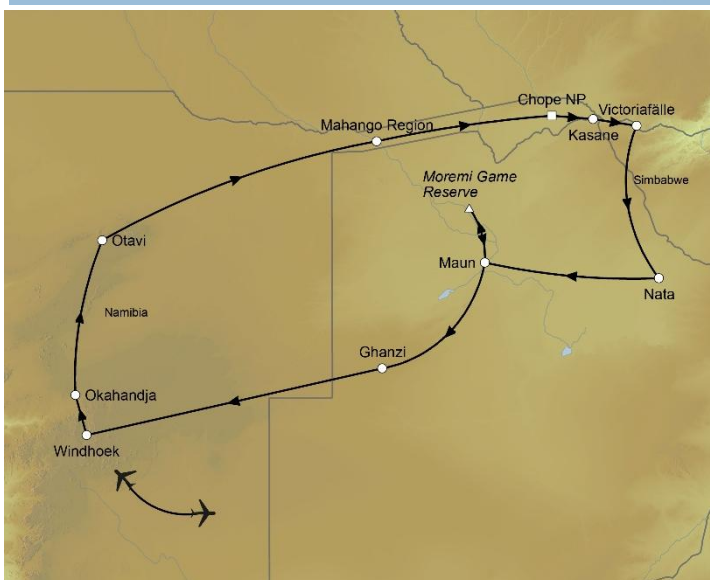 Chope NP
Victoriafälle
Mahango Region
Kasane
Moremi Game
Reserve
Simbabwe
Otavi
Maun
Nata
Namibia
Ghanzi
Okahandja
Windhoek